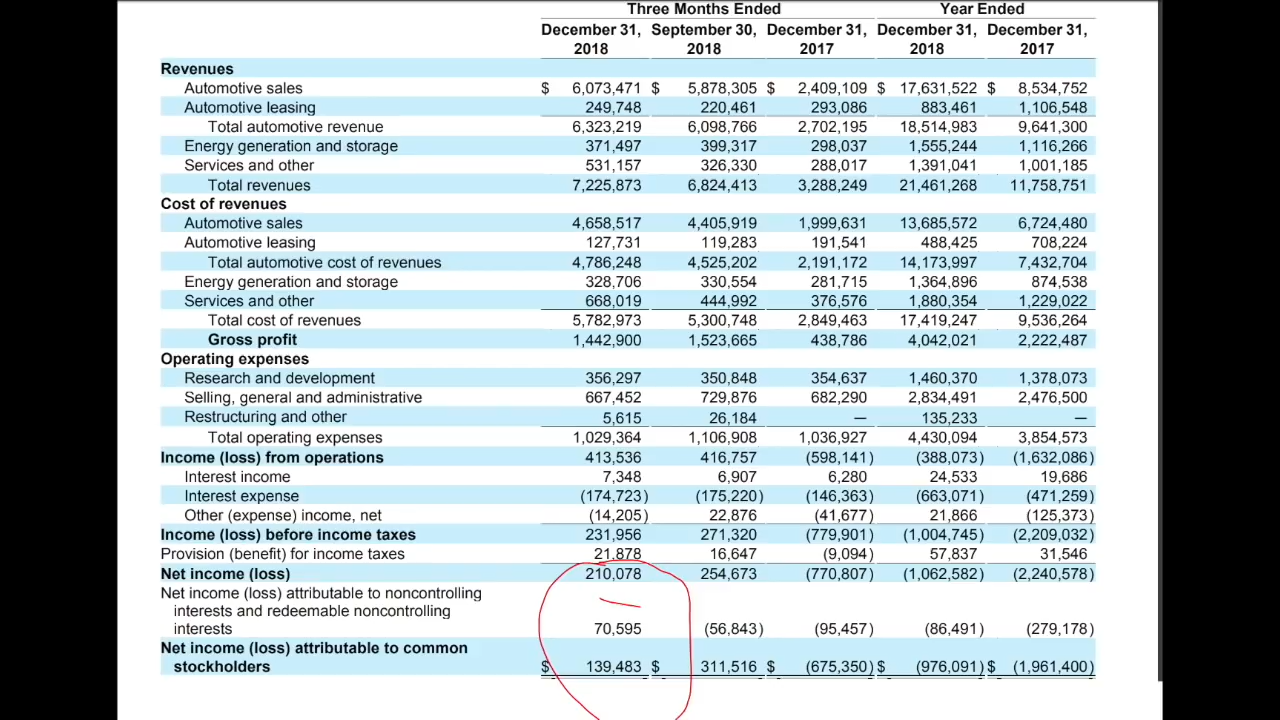 Three Months Ended Year Ended
December 31, September 30, December 31, December 31, December 31,
2018 2018 2017 2018 2017
Revenues
Automotive sales $ 6,073,471 $ 5,878,305 $ 2,409,109 $ 17,631,522 $ 8,534,752
Automotive leasing 249,748 220,461 293,086 883,461 1,106,548
Total automotive revenue 6,323,219 6,098,766 2,702,195 18,514,983 9,641,300
Energy generation and storage 371,497 399,317 298,037 1,555,244 1,116,266
Services and other 531,157 326,330 288,017 1,391,041 1,001,185
Total revenues 7,225,873 6,824,413 3,288,249 21,461,268 11,758,751
Cost of revenues
Automotive sales 4,658,517 4,405,919 1,999,631 13,685,572 6,724,480
Automotive leasing 127,731 119,283 191,541 488,425 708,224
Total automotive cost of revenues 4,786,248 4,525,202 2,191,172 14,173,997 7,432,704
Energy generation and storage 328,706 330,554 281,715 1,364,896 874,538
Services and other 668,019 444,992 376,576 1,880,354 1,229,022
Total cost of revenues 5,782,973 5,300,748 2,849,463 17,419,247 9,536,264
Gross profit 1,442,900 1,523,665 438,786 4,042,021 2,222,487
Operating expenses
Research and development 356,297 350,848 354,637 1,460,370 1,378,073
Selling, general and administrative 667,452 729,876 682,290 2,834,491 2,476,500
Restructuring and other 5,615 26,184 — 135,233 —
Total operating expenses 1,029,364 1,106,908 1,036,927 4,430,094 3,854,573
Income (loss) from operations 413,536 416,757 (598,141) (388,073) (1,632,086)
Interest income 7,348 6,907 6,280 24,533 19,686
Interest expense (174,723) (175,220) (146,363) (663,071) (471,259)
Other (expense) income, net (14,205) 22,876 (41,677) 21,866 (125,373)
Income (loss) before income taxes 231,956 271,320 (779,901) (1,004,745) (2,209,032)
Provision (benefit) for income taxes 21,878 16,647 (9,094) 57,837 31,546
Net income (loss) 210,078 254,673 (770,807) (1,062,582) (2,240,578)
Net income (loss) attributable to noncontrolling
interests and redeemable noncontrolling
interests 70,595 (56,843) (95,457) (86,491) (279,178)
Net income (loss) attributable to common
stockholders $ 139,483 $ 311,516 $ (675,350) $ (976,091) $ (1,961,400)